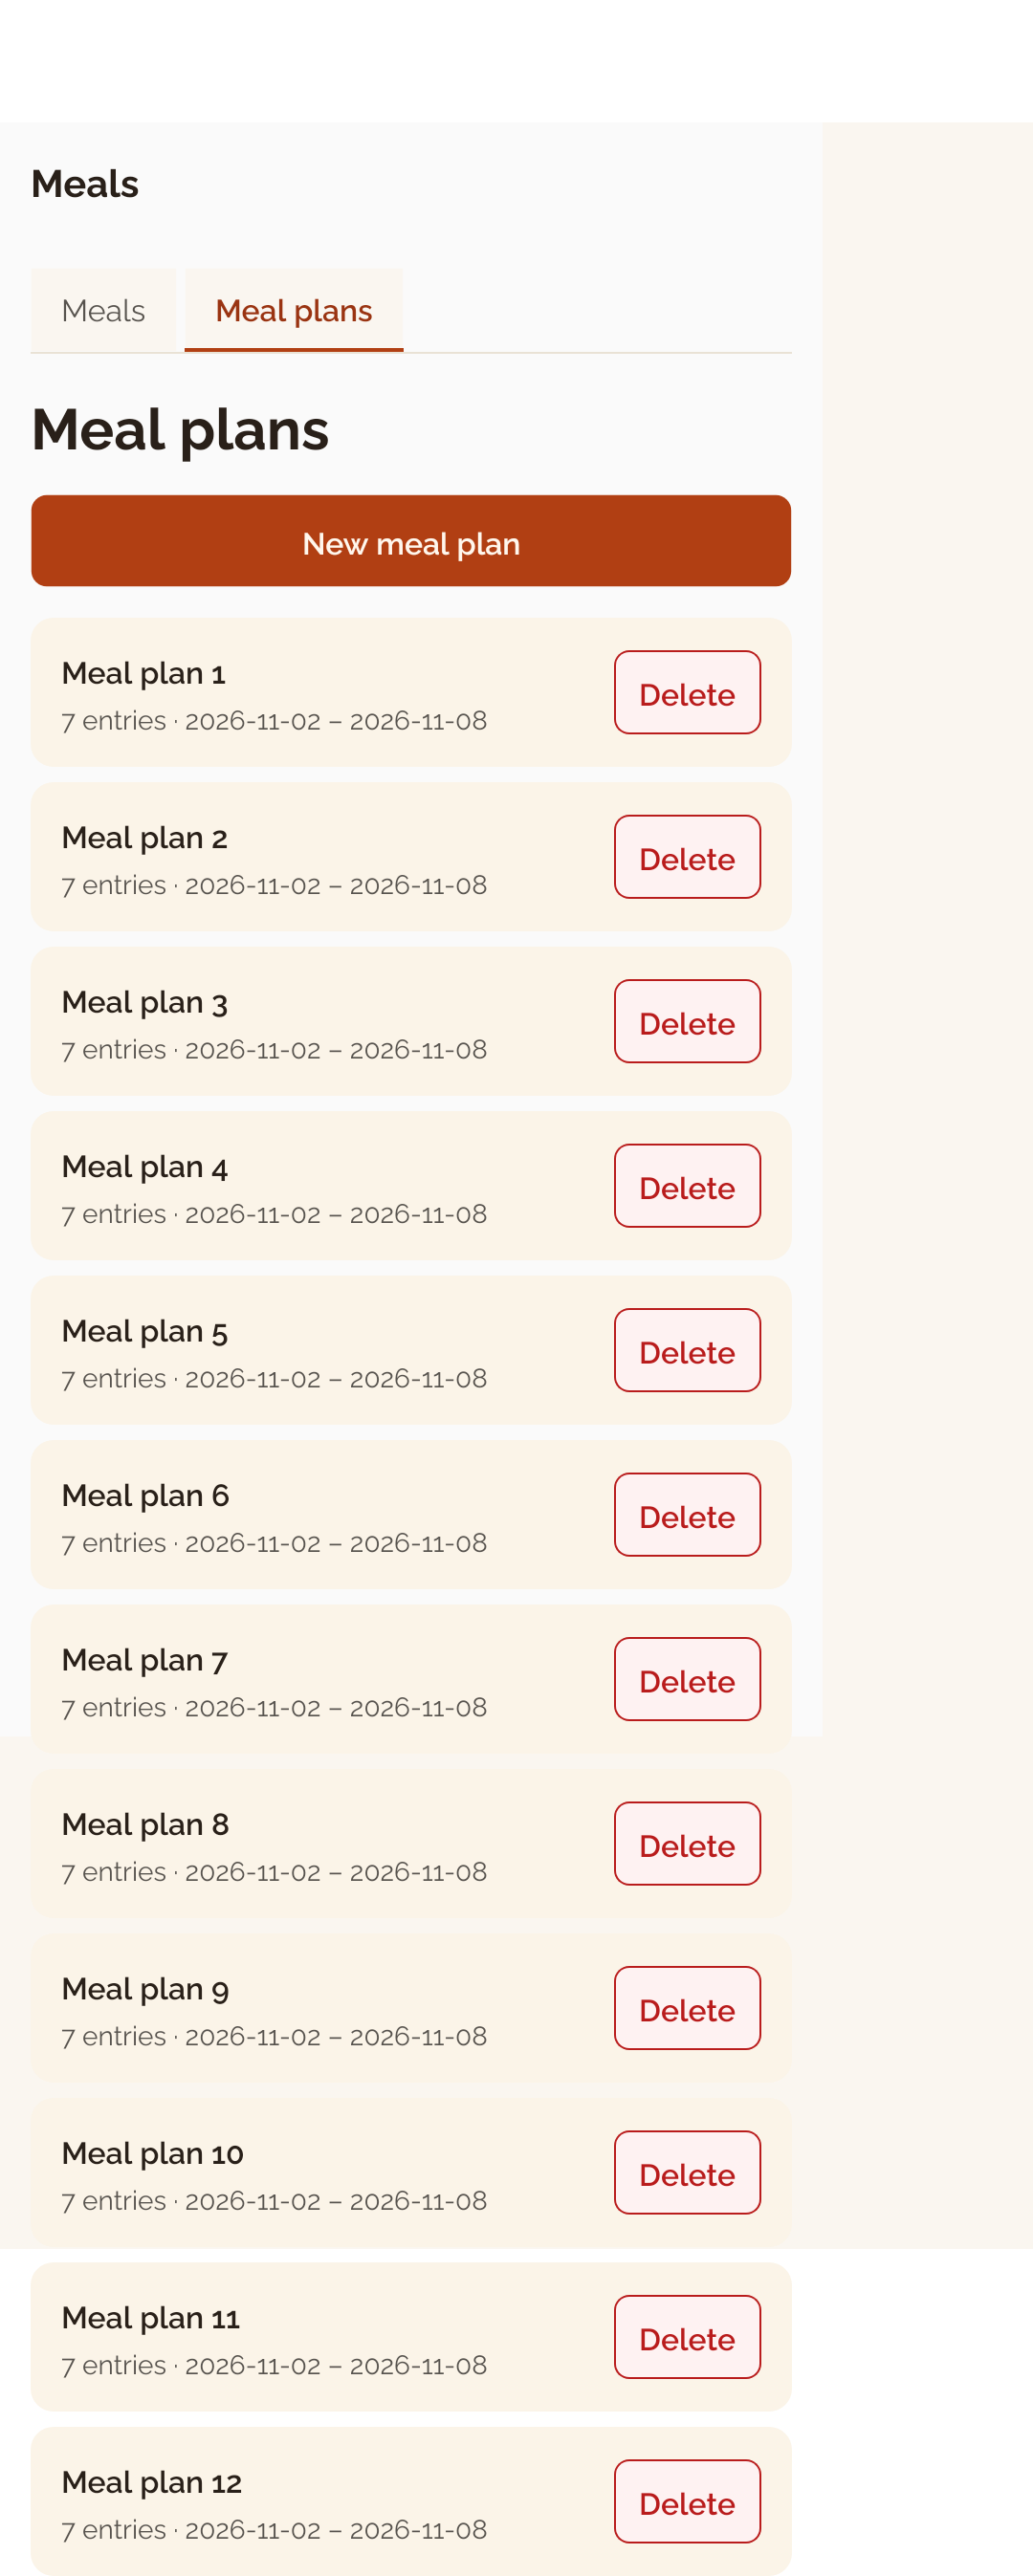 Meals
Meals
Meal plans
Meal plans
New meal plan
Meal plan 1
7 entries · 2026-11-02 – 2026-11-08
Delete
Meal plan 2
7 entries · 2026-11-02 – 2026-11-08
Delete
Meal plan 3
7 entries · 2026-11-02 – 2026-11-08
Delete
Meal plan 4
7 entries · 2026-11-02 – 2026-11-08
Delete
Meal plan 5
7 entries · 2026-11-02 – 2026-11-08
Delete
Meal plan 6
7 entries · 2026-11-02 – 2026-11-08
Delete
Meal plan 7
7 entries · 2026-11-02 – 2026-11-08
Delete
Meal plan 8
7 entries · 2026-11-02 – 2026-11-08
Delete
Meal plan 9
7 entries · 2026-11-02 – 2026-11-08
Delete
Meal plan 10
7 entries · 2026-11-02 – 2026-11-08
Delete
Meal plan 11
7 entries · 2026-11-02 – 2026-11-08
Delete
Meal plan 12
7 entries · 2026-11-02 – 2026-11-08
Delete